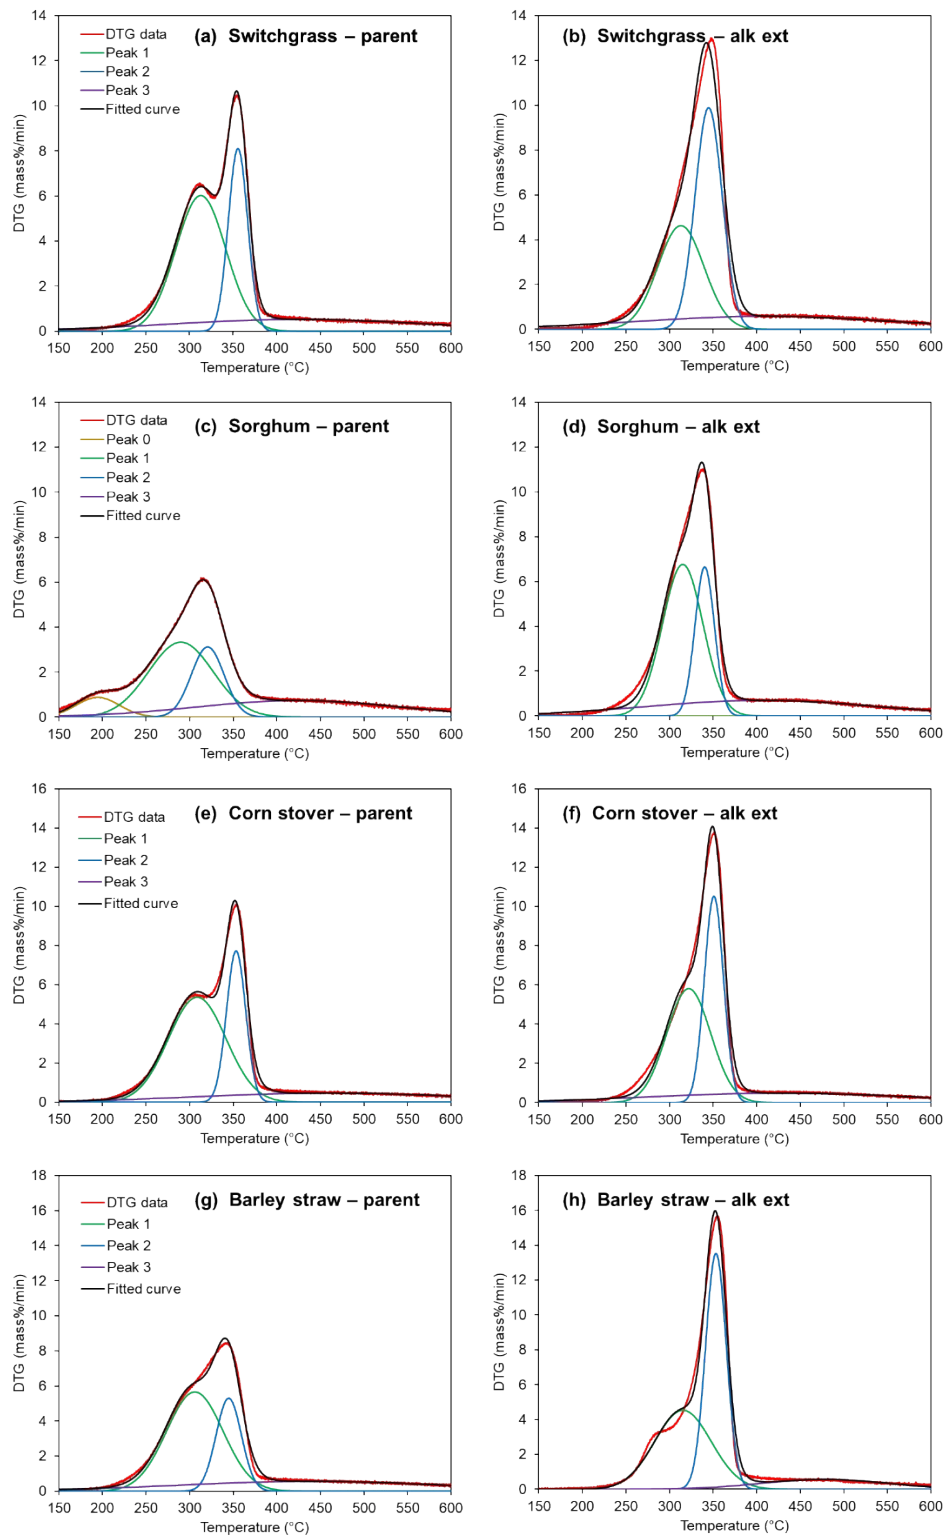 (a) Switchgrass – parent
DTG data
Peak 1
Peak 2
Peak 3
Fitted curve
DTG (mass%/min)
14
12
10
8
6
4
2
0
150 200 250 300 350 400 450 500 550 600
Temperature (°C)
(b) Switchgrass – alk ext
DTG (mass%/min)
14
12
10
8
6
4
2
0
150 200 250 300 350 400 450 500 550 600
Temperature (°C)
(c) Sorghum – parent
DTG data
Peak 0
Peak 1
Peak 2
Peak 3
Fitted curve
DTG (mass%/min)
14
12
10
8
6
4
2
0
150 200 250 300 350 400 450 500 550 600
Temperature (°C)
(d) Sorghum – alk ext
DTG (mass%/min)
14
12
10
8
6
4
2
0
150 200 250 300 350 400 450 500 550 600
Temperature (°C)
(e) Corn stover – parent
DTG data
Peak 1
Peak 2
Peak 3
Fitted curve
DTG (mass%/min)
16
14
12
10
8
6
4
2
0
150 200 250 300 350 400 450 500 550 600
Temperature (°C)
(f) Corn stover – alk ext
DTG (mass%/min)
16
14
12
10
8
6
4
2
0
150 200 250 300 350 400 450 500 550 600
Temperature (°C)
(g) Barley straw – parent
DTG data
Peak 1
Peak 2
Peak 3
Fitted curve
DTG (mass%/min)
18
16
14
12
10
8
6
4
2
0
150 200 250 300 350 400 450 500 550 600
Temperature (°C)
(h) Barley straw – alk ext
DTG (mass%/min)
18
16
14
12
10
8
6
4
2
0
150 200 250 300 350 400 450 500 550 600
Temperature (°C)